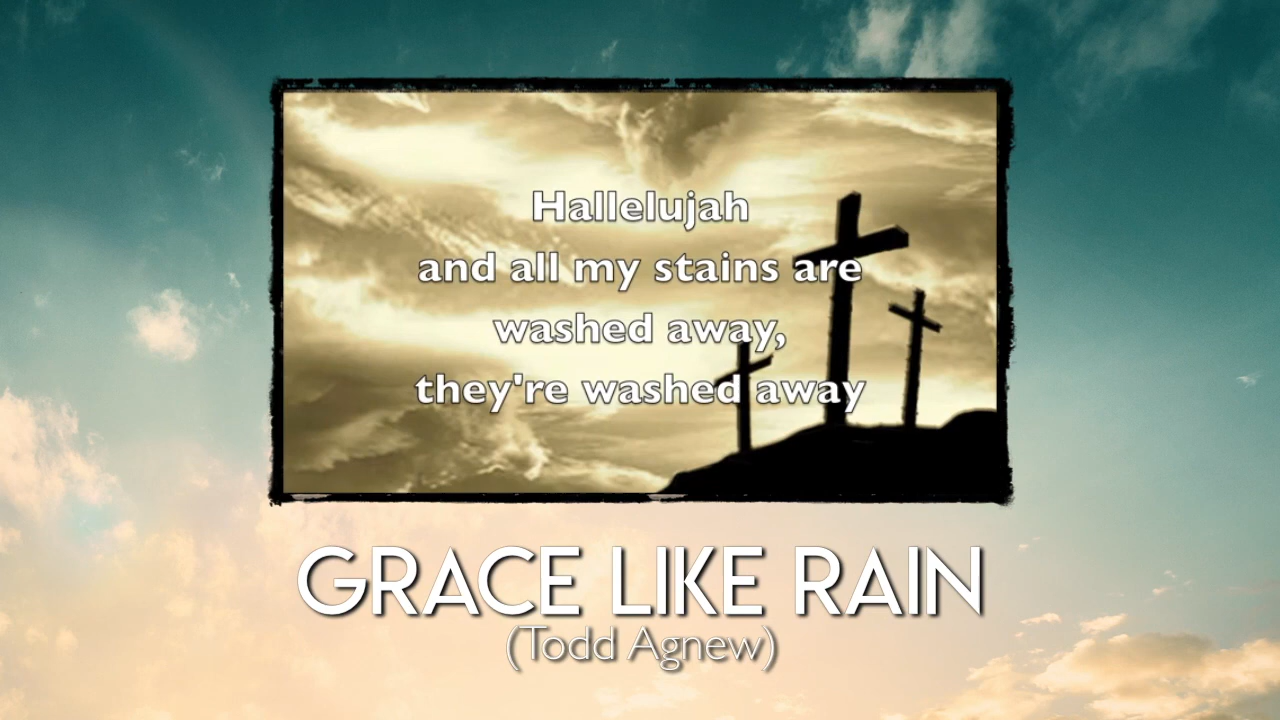 Hallelujah
and all my stains are
washed away,
they're washed away
GRACE LIKE RAIN
(Todd Agnew)